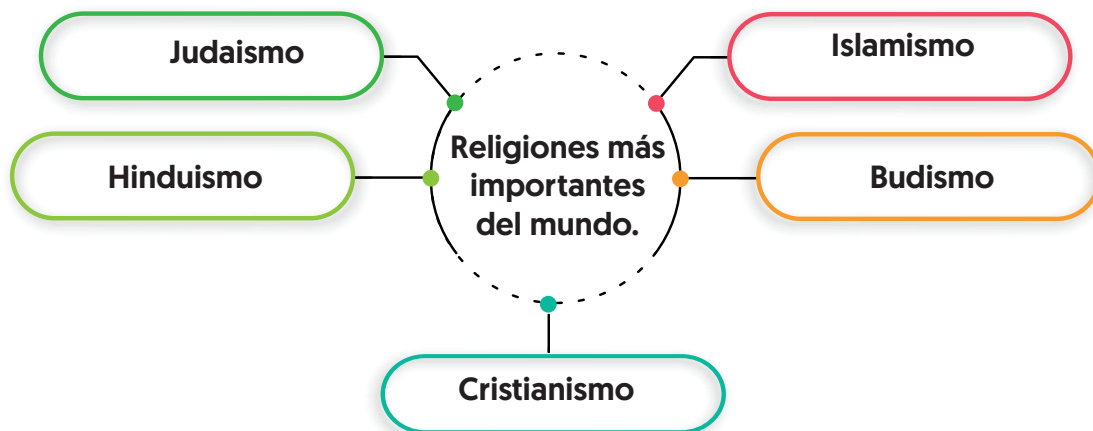 Judaismo
Islamismo
Hinduismo
Religiones más
importantes
del mundo.
Budismo
Cristianismo